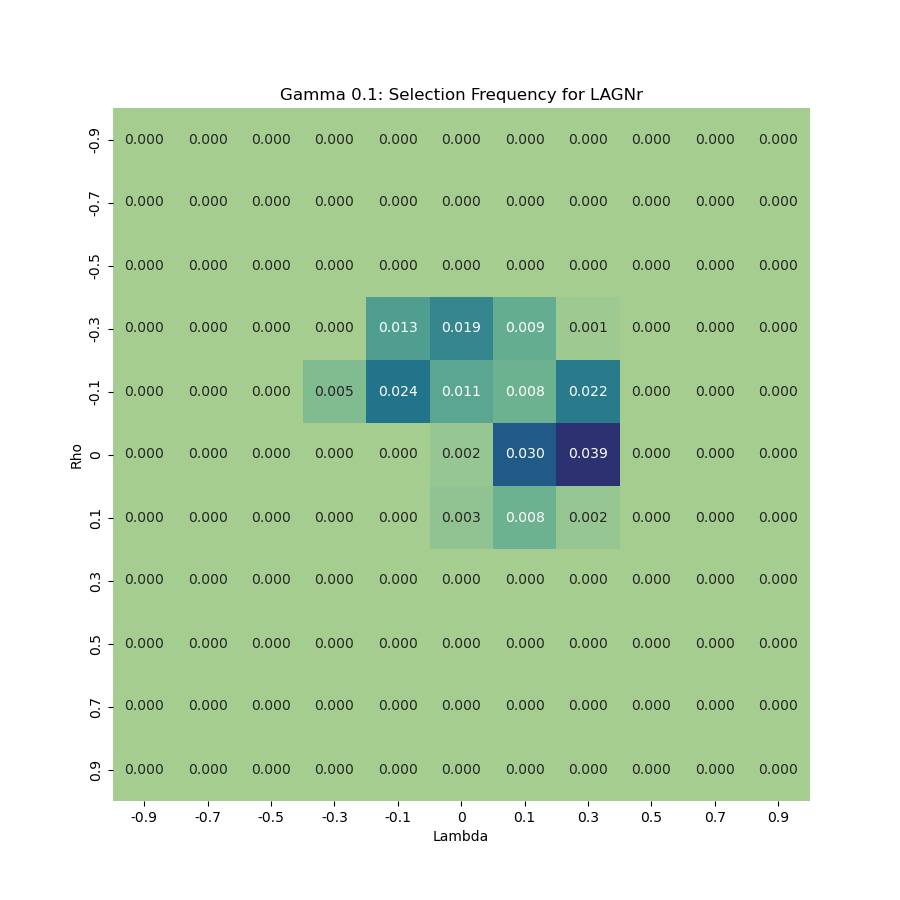 Gamma 0.1: Selection Frequency for LAGNr
-0.9 0.000 0.000 0.000 0.000 0.000 0.000 0.000 0.000 0.000 0.000 0.000
-0.7 0.000 0.000 0.000 0.000 0.000 0.000 0.000 0.000 0.000 0.000 0.000
-0.5 0.000 0.000 0.000 0.000 0.000 0.000 0.000 0.000 0.000 0.000 0.000
-0.3 0.000 0.000 0.000 0.000 0.013 0.019 0.009 0.001 0.000 0.000 0.000
-0.1 0.000 0.000 0.000 0.005 0.024 0.011 0.008 0.022 0.000 0.000 0.000
Rho
0 0.000 0.000 0.000 0.000 0.000 0.002 0.030 0.039 0.000 0.000 0.000
0.1 0.000 0.000 0.000 0.000 0.000 0.003 0.008 0.002 0.000 0.000 0.000
0.3 0.000 0.000 0.000 0.000 0.000 0.000 0.000 0.000 0.000 0.000 0.000
0.5 0.000 0.000 0.000 0.000 0.000 0.000 0.000 0.000 0.000 0.000 0.000
0.7 0.000 0.000 0.000 0.000 0.000 0.000 0.000 0.000 0.000 0.000 0.000
0.9 0.000 0.000 0.000 0.000 0.000 0.000 0.000 0.000 0.000 0.000 0.000
-0.9 -0.7 -0.5 -0.3 -0.1 0 0.1 0.3 0.5 0.7 0.9
Lambda